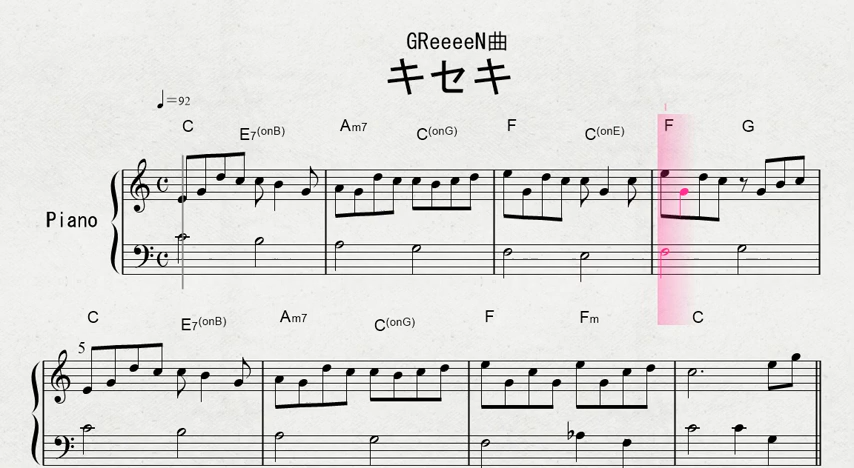 GReeeeN曲
キセキ
♩=92
C E7(onB) Am7 C(onG) F C(onE) F G
Piano
C E7(onB) Am7 C(onG) F Fm C
5